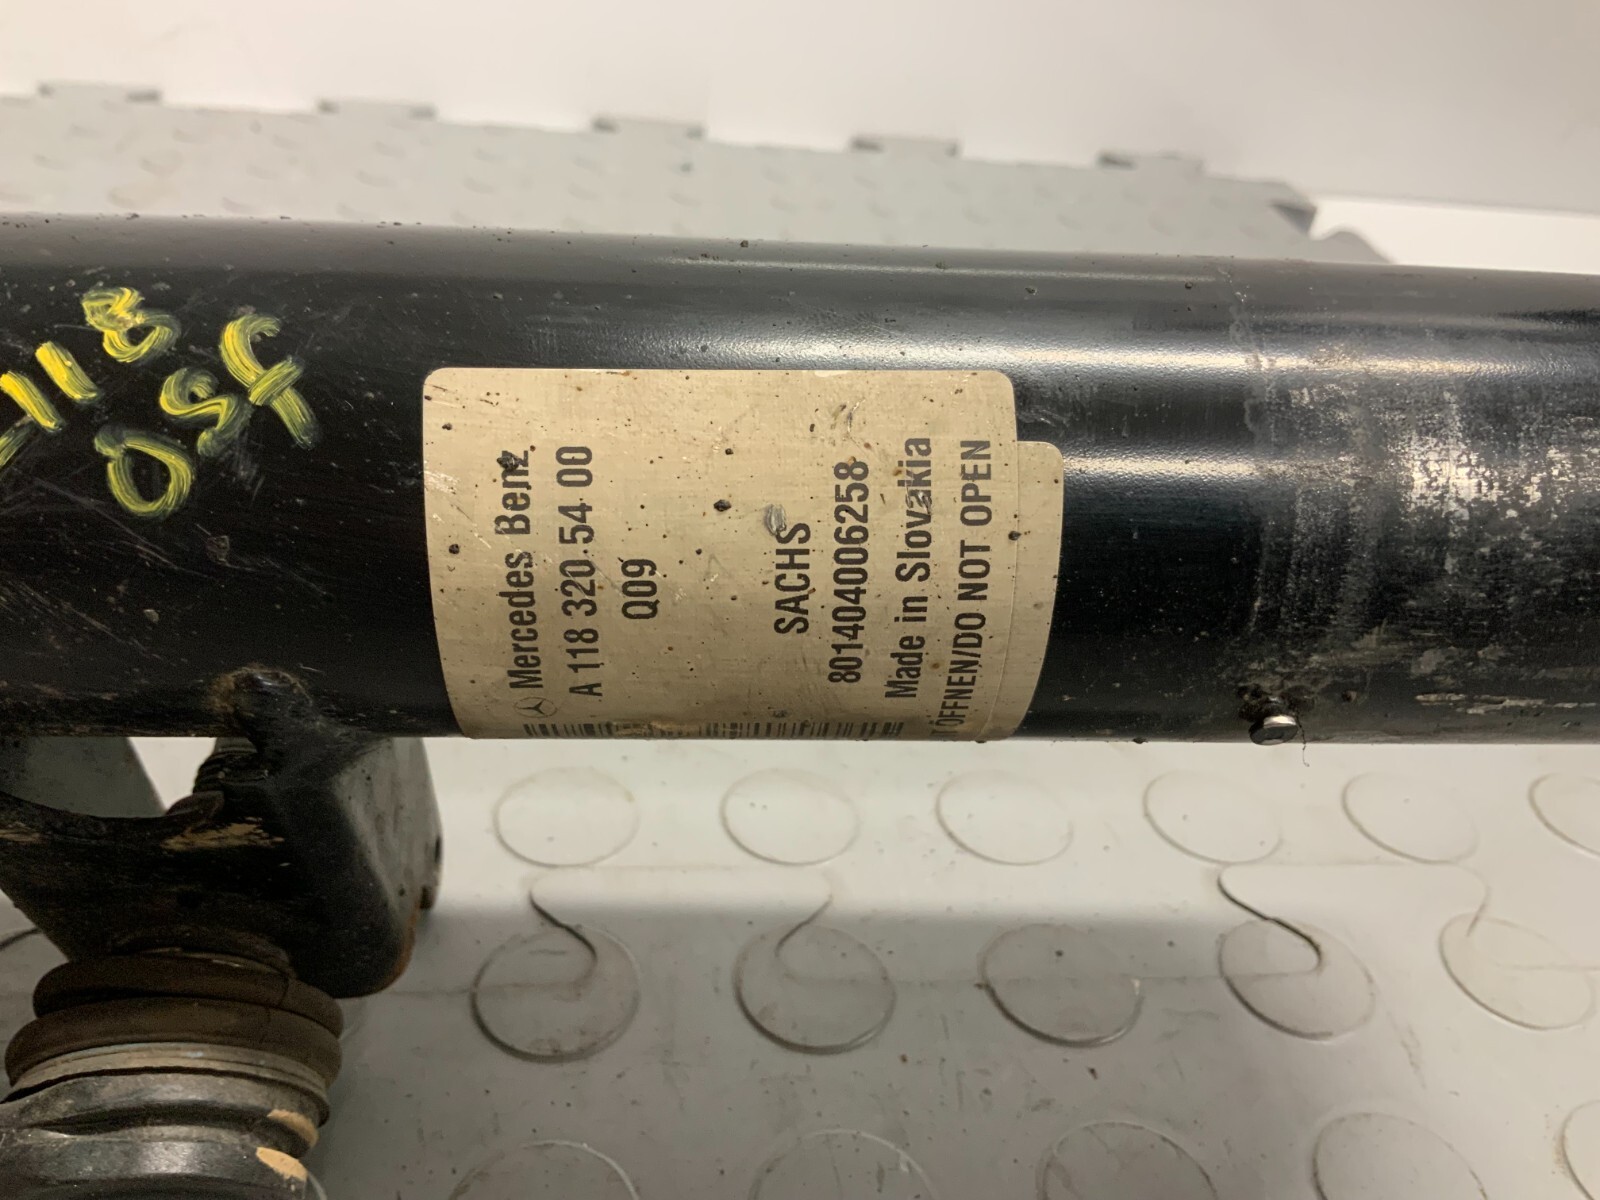 118
OSF
Mercedes Benz
A 118 320 54 00
Q09
SACHS
801404006258
Made in Slovakia
ÖFFNEN/DO NOT OPEN